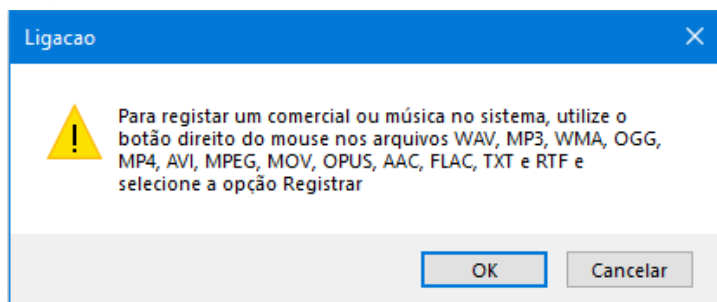 Ligacao
Para registar um comercial ou música no sistema, utilize o
botão direito do mouse nos arquivos WAV, MP3, WMA, OGG,
MP4, AVI, MPEG, MOV, OPUS, AAC, FLAC, TXT e RTF e
selecione a opção Registrar
OK
Cancelar